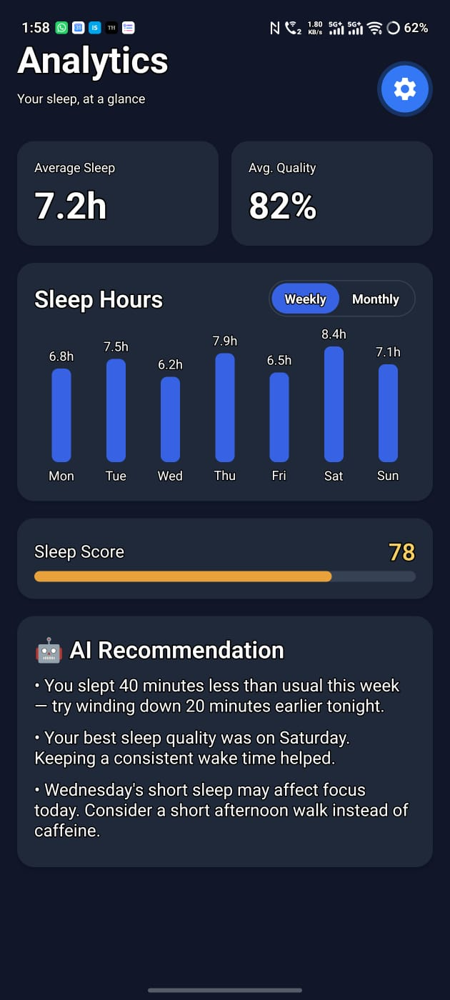 1:58
31
IS
TH
2
1.80
KB/s
5G+
5G+
62%
Analytics
Your sleep, at a glance
Average Sleep
7.2h
Avg. Quality
82%
Sleep Hours
Weekly
Monthly
6.8h
7.5h
6.2h
7.9h
6.5h
8.4h
7.1h
Mon
Tue
Wed
Thu
Fri
Sat
Sun
Sleep Score
78
🤖 AI Recommendation
• You slept 40 minutes less than usual this week
— try winding down 20 minutes earlier tonight.
• Your best sleep quality was on Saturday.
Keeping a consistent wake time helped.
• Wednesday's short sleep may affect focus
today. Consider a short afternoon walk instead of
caffeine.